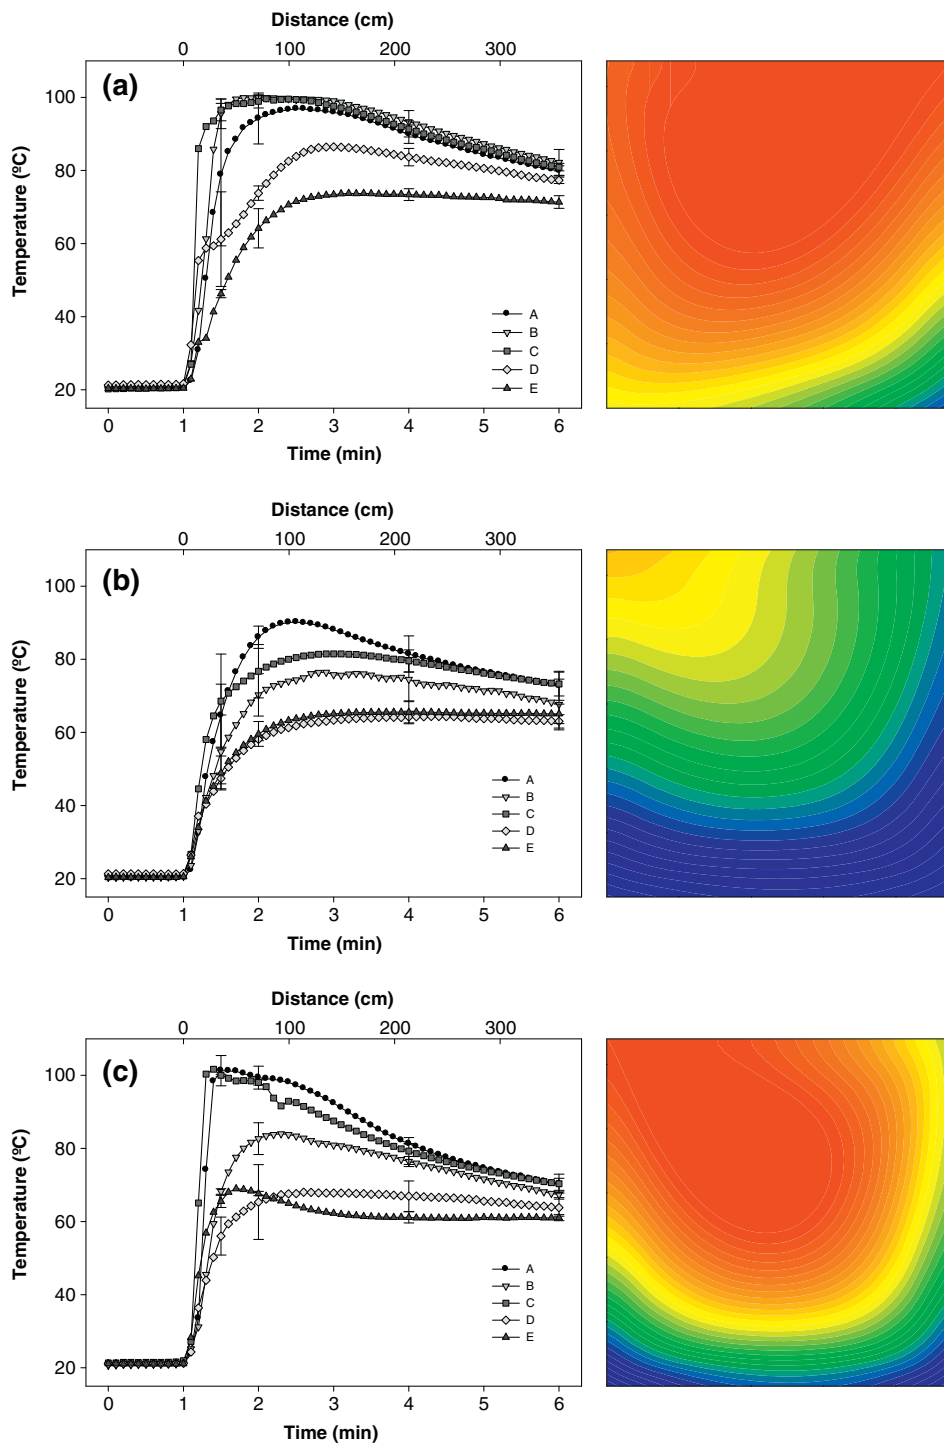 Distance (cm)
0 100 200 300
(a)
100
80
60
40
20
Temperature (ºC)
A
B
C
D
E
0 1 2 3 4 5 6
Time (min)
Distance (cm)
0 100 200 300
(b)
100
80
60
40
20
Temperature (ºC)
A
B
C
D
E
0 1 2 3 4 5 6
Time (min)
Distance (cm)
0 100 200 300
(c)
100
80
60
40
20
Temperature (ºC)
A
B
C
D
E
0 1 2 3 4 5 6
Time (min)